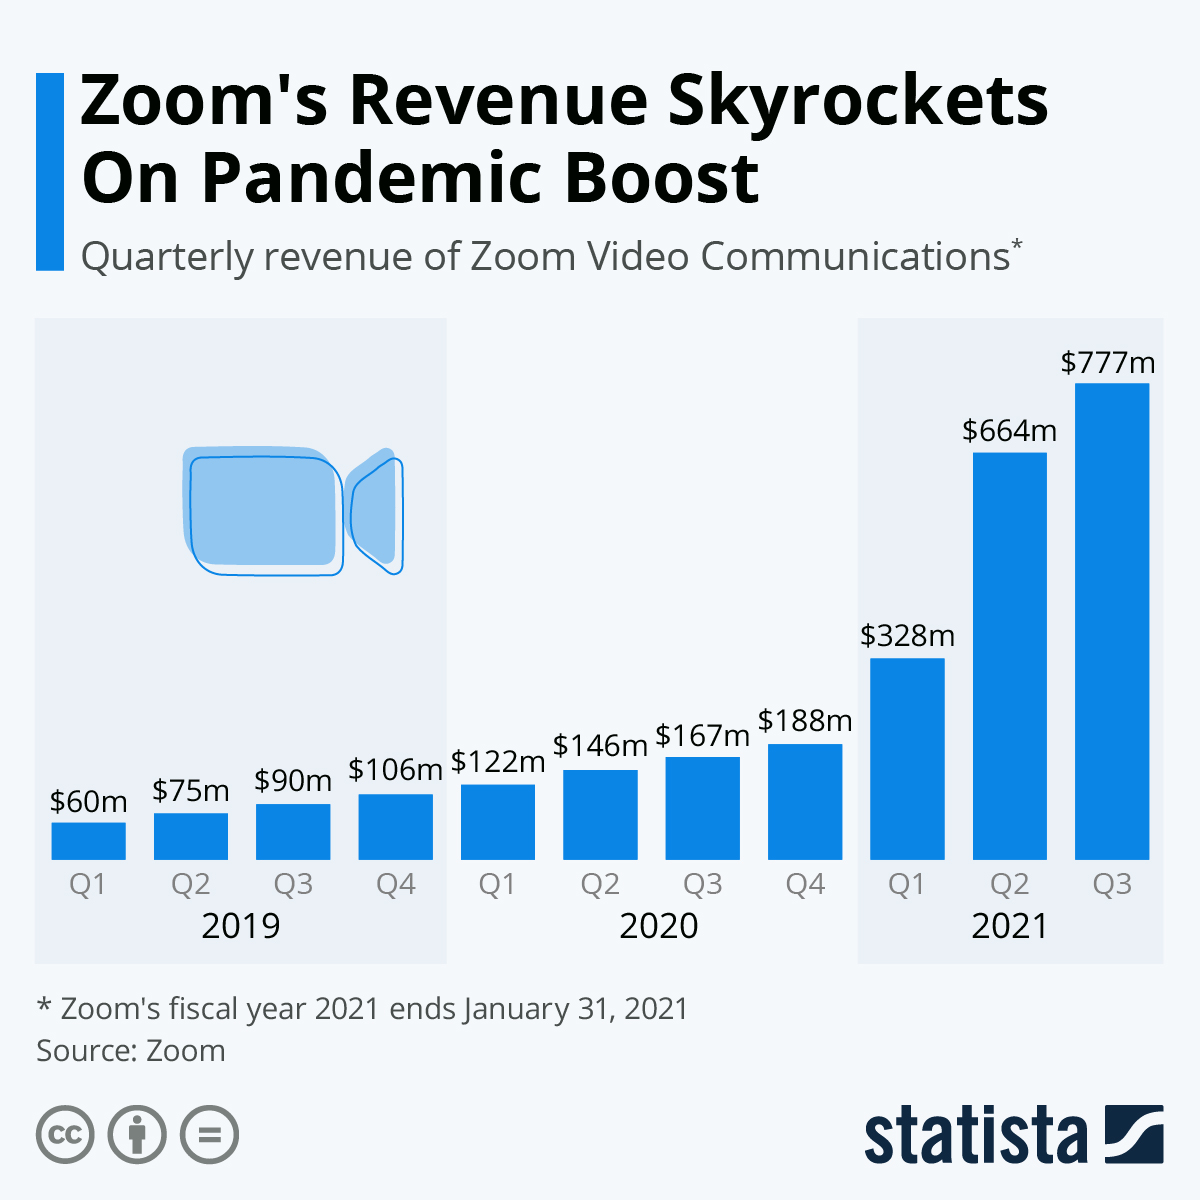 Zoom's Revenue Skyrockets
On Pandemic Boost
Quarterly revenue of Zoom Video Communications*
$60m
$75m
$90m
$106m
$122m
$146m
$167m
$188m
$328m
$664m
$777m
Q1 Q2 Q3 Q4 Q1 Q2 Q3 Q4 Q1 Q2 Q3
2019 2020 2021
* Zoom's fiscal year 2021 ends January 31, 2021
Source: Zoom
cc
statista